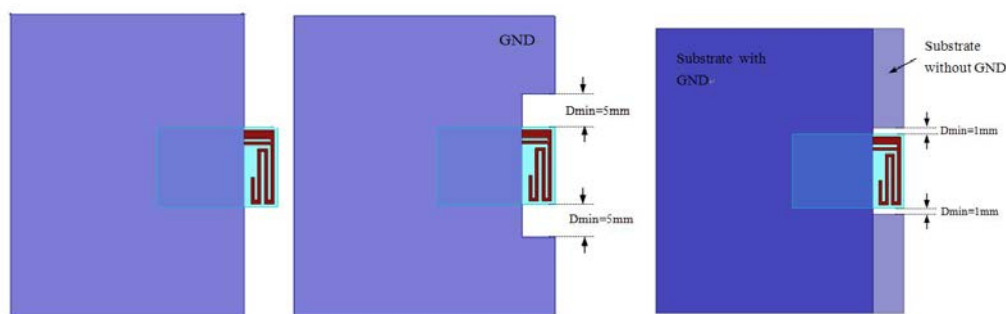 GND
Dmin=5mm
Dmin=5mm
Substrate with
GND
Substrate
without GND
Dmin=1mm
Dmin=1mm